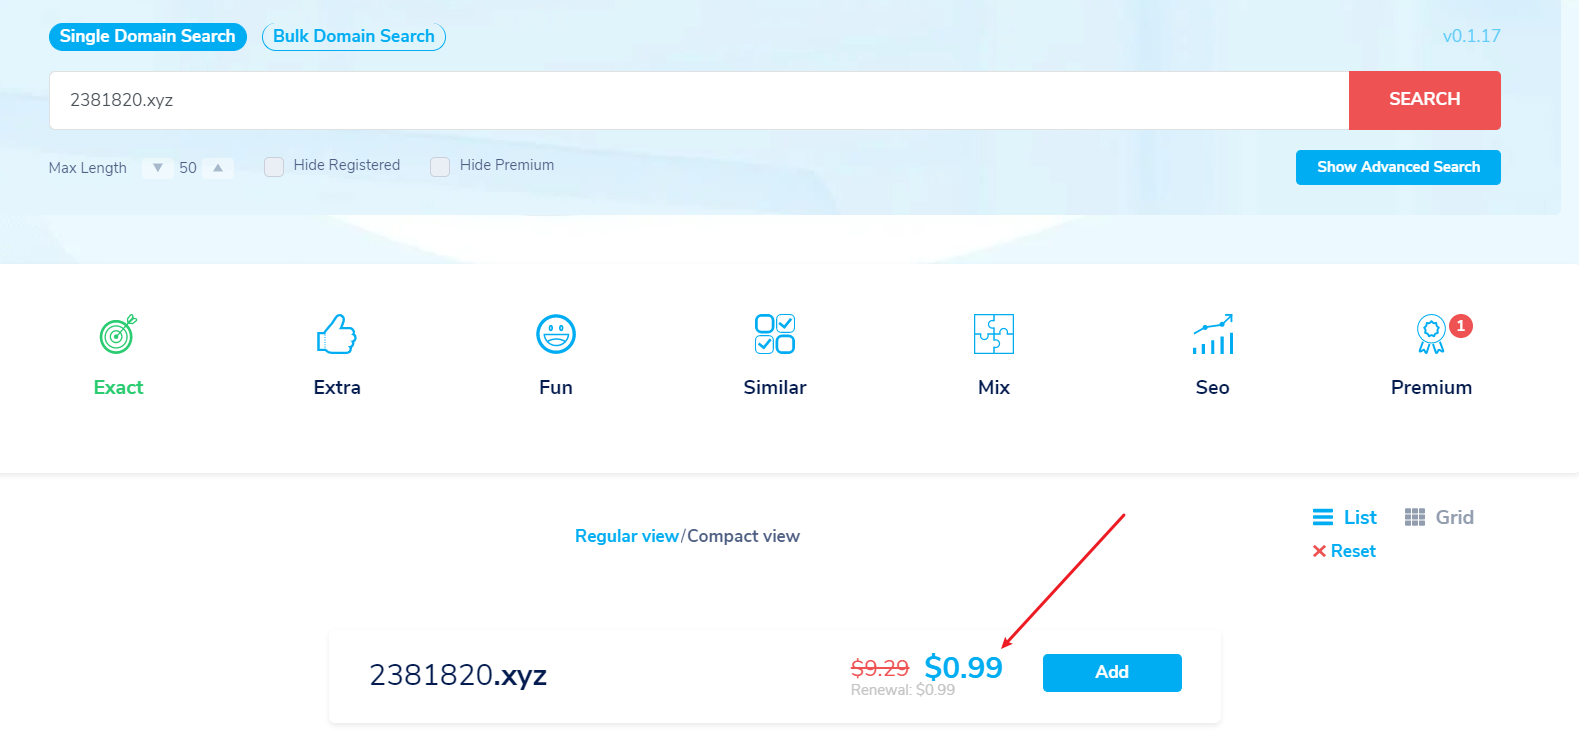 Single Domain Search Bulk Domain Search v0.1.17
2381820.xyz SEARCH
Max Length ▼ 50 ▲ Hide Registered Hide Premium Show Advanced Search
1
Exact Extra Fun Similar Mix Seo Premium
List Grid
Regular view/Compact view
Reset
2381820.xyz $9.29 $0.99 Add
Renewal: $0.99